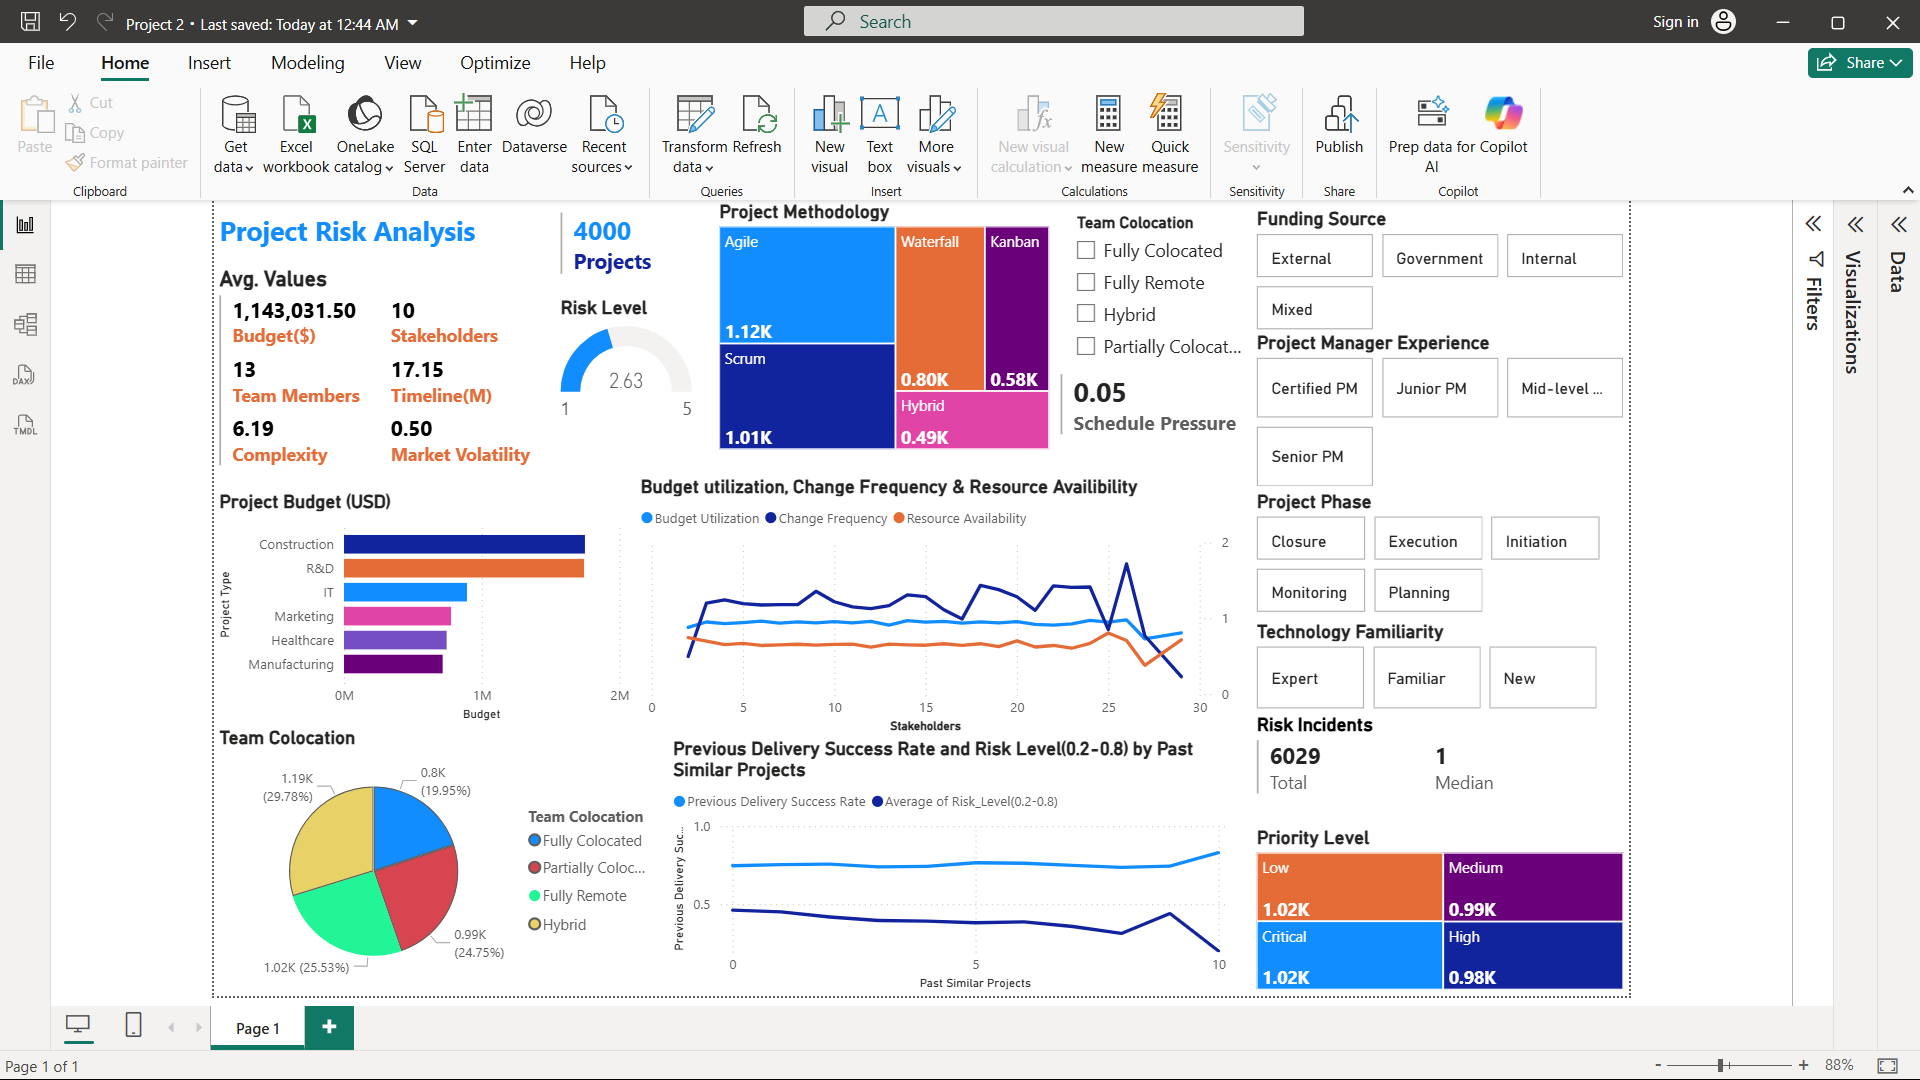 Project 2 • Last saved: Today at 12:44 AM
Search
Sign in
File Home Insert Modeling View Optimize Help
Share
Paste
Cut
Copy
Format painter
Clipboard
Get data
Excel workbook
OneLake catalog
SQL Server
Enter data
Dataverse
Recent sources
Data
Transform data
Refresh
Queries
New visual
Text box
More visuals
Insert
New visual calculation
New measure
Quick measure
Calculations
Sensitivity
Sensitivity
Publish
Share
Prep data for AI
Copilot
Copilot
DAX
TMDL
Project Risk Analysis
4000
Projects
Avg. Values
1,143,031.50
Budget($)
10
Stakeholders
13
Team Members
17.15
Timeline(M)
6.19
Complexity
0.50
Market Volatility
Risk Level
2.63
1
5
Project Methodology
Agile
1.12K
Scrum
1.01K
Waterfall
0.80K
Kanban
0.58K
Hybrid
0.49K
Team Colocation
Fully Colocated
Fully Remote
Hybrid
Partially Colocat...
0.05
Schedule Pressure
Funding Source
External
Government
Internal
Mixed
Project Manager Experience
Certified PM
Junior PM
Mid-level ...
Senior PM
Project Phase
Closure
Execution
Initiation
Monitoring
Planning
Technology Familiarity
Expert
Familiar
New
Risk Incidents
6029
Total
1
Median
Priority Level
Low
1.02K
Medium
0.99K
Critical
1.02K
High
0.98K
Project Budget (USD)
Project Type
Construction
R&D
IT
Marketing
Healthcare
Manufacturing
0M 1M 2M
Budget
Budget utilization, Change Frequency & Resource Availibility
Budget Utilization Change Frequency Resource Availability
2
1
0
0 5 10 15 20 25 30
Stakeholders
Team Colocation
1.19K
(29.78%)
0.8K
(19.95%)
0.99K
(24.75%)
1.02K (25.53%)
Team Colocation
Fully Colocated
Partially Coloc...
Fully Remote
Hybrid
Previous Delivery Success Rate and Risk Level(0.2-0.8) by Past
Similar Projects
Previous Delivery Success Rate Average of Risk_Level(0.2-0.8)
Previous Delivery Suc...
1.0
0.5
0 5 10
Past Similar Projects
Filters
Visualizations
Data
Page 1
Page 1 of 1
- + 88%